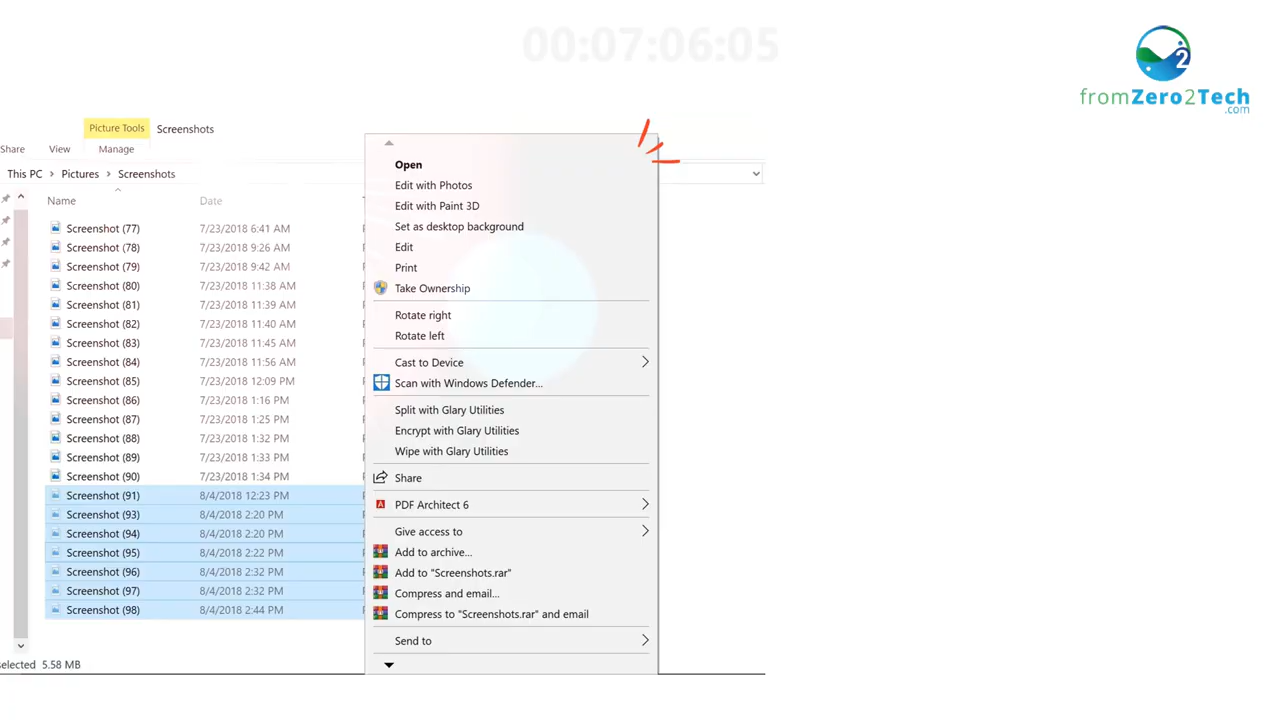 00:07:06:05
2
fromZero2Tech
.com
Picture Tools
Screenshots
Share
View
Manage
This PC
Pictures
Screenshots
Name
Date
Screenshot (77) 7/23/2018 6:41 AM
Screenshot (78) 7/23/2018 9:26 AM
Screenshot (79) 7/23/2018 9:42 AM
Screenshot (80) 7/23/2018 11:38 AM
Screenshot (81) 7/23/2018 11:39 AM
Screenshot (82) 7/23/2018 11:40 AM
Screenshot (83) 7/23/2018 11:45 AM
Screenshot (84) 7/23/2018 11:56 AM
Screenshot (85) 7/23/2018 12:09 PM
Screenshot (86) 7/23/2018 1:16 PM
Screenshot (87) 7/23/2018 1:25 PM
Screenshot (88) 7/23/2018 1:32 PM
Screenshot (89) 7/23/2018 1:33 PM
Screenshot (90) 7/23/2018 1:34 PM
Screenshot (91) 8/4/2018 12:23 PM
Screenshot (93) 8/4/2018 2:20 PM
Screenshot (94) 8/4/2018 2:20 PM
Screenshot (95) 8/4/2018 2:22 PM
Screenshot (96) 8/4/2018 2:32 PM
Screenshot (97) 8/4/2018 2:32 PM
Screenshot (98) 8/4/2018 2:44 PM
selected 5.58 MB
Open
Edit with Photos
Edit with Paint 3D
Set as desktop background
Edit
Print
Take Ownership
Rotate right
Rotate left
Cast to Device
Scan with Windows Defender...
Split with Glary Utilities
Encrypt with Glary Utilities
Wipe with Glary Utilities
Share
PDF Architect 6
Give access to
Add to archive...
Add to "Screenshots.rar"
Compress and email...
Compress to "Screenshots.rar" and email
Send to